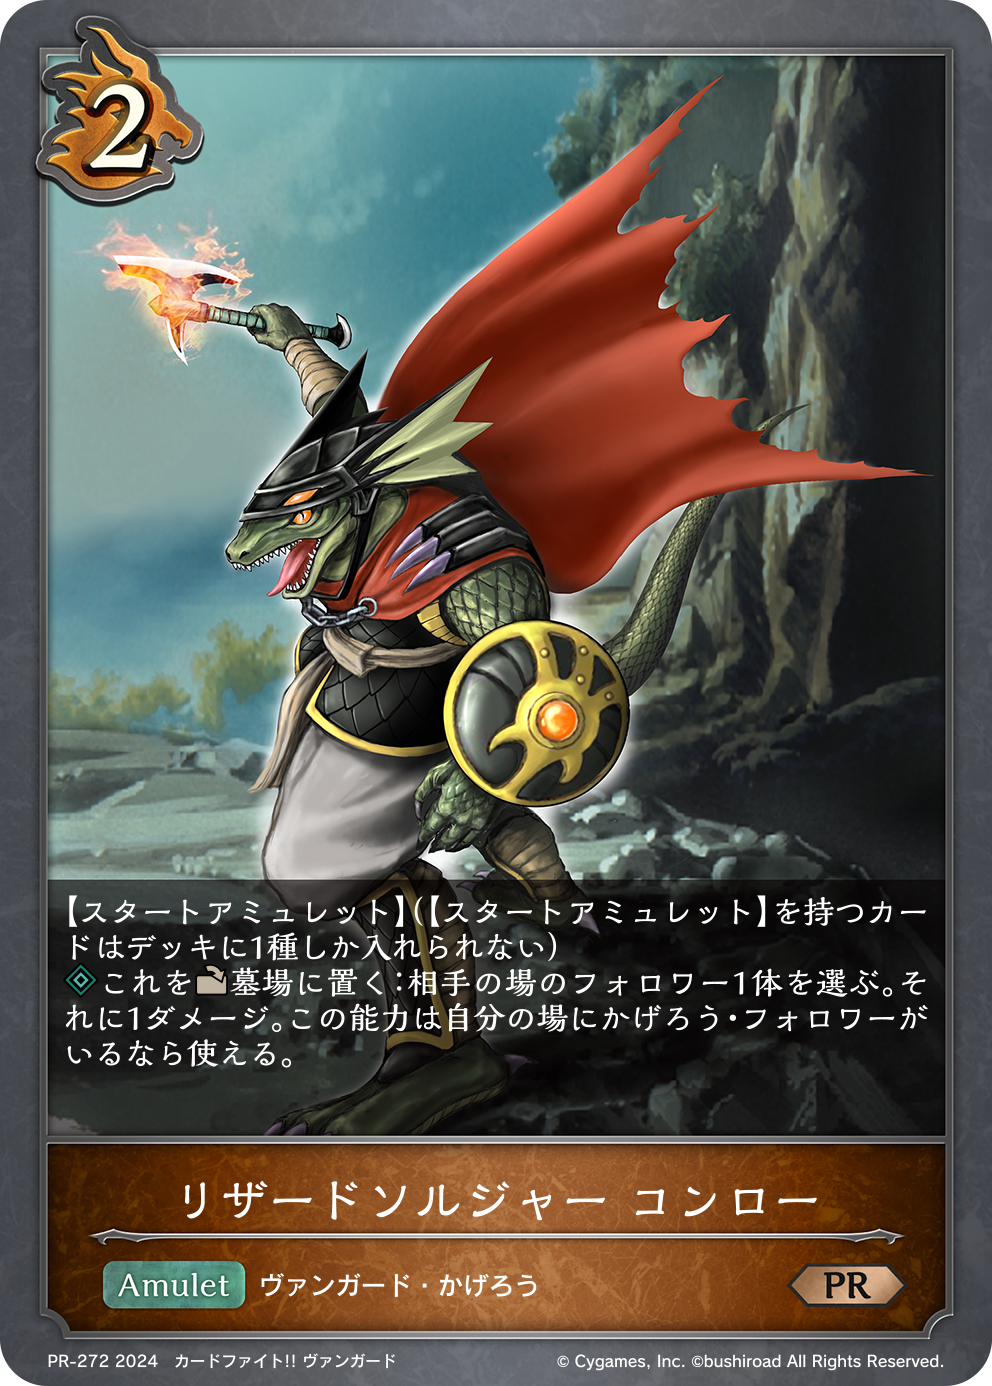 2
【スタートアミュレット】(【スタートアミュレット】を持つカー
ドはデッキに1種しか入れられない)
これを墓場に置く：相手の場のフォロワー1体を選ぶ。そ
れに1ダメージ。この能力は自分の場にかげろう・フォロワーが
いるなら使える。
リザードソルジャー コンロー
Amulet ヴァンガード・かげろう PR
PR-272 2024 カードファイト!! ヴァンガード © Cygames, Inc. ©bushiroad All Rights Reserved.